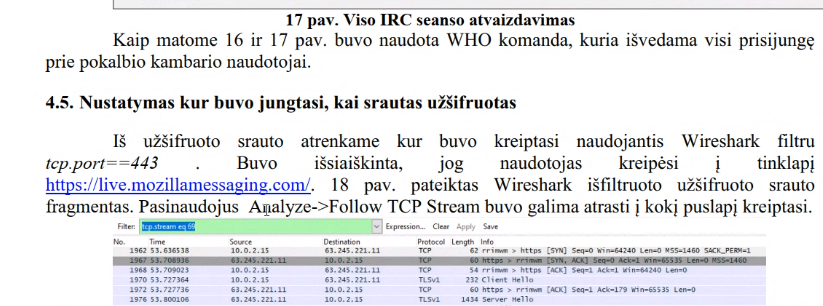 17 pav. Viso IRC seanso atvaizdavimas
Kaip matome 16 ir 17 pav. buvo naudota WHO komanda, kuria išvedama visi prisijungę
prie pokalbio kambario naudotojai.
4.5. Nustatymas kur buvo jungtasi, kai srautas užšifruotas
Iš užšifruoto srauto atrenkame kur buvo kreiptasi naudojantis Wireshark filtru
tcp.port==443 . Buvo išsiaiškinta, jog naudotojas kreipėsi į tinklapį
https://live.mozillamessaging.com/. 18 pav. pateiktas Wireshark išfiltruoto užšifruoto srauto
fragmentas. Pasinaudojus Analyze->Follow TCP Stream buvo galima atrasti į kokį puslapį kreiptasi.
Filter: tcp.stream eq 69 Expression... Clear Apply Save
No. Time Source Destination Protocol Length Info
1962 53.636538 10.0.2.15 63.245.221.11 TCP 62 rrimwm > https [SYN] Seq=0 Win=64240 Len=0 MSS=1460 SACK_PERM=1
1967 53.708936 63.245.221.11 10.0.2.15 TCP 60 https > rrimwm [SYN, ACK] Seq=0 Ack=1 Win=65535 Len=0 MSS=1460
1968 53.709023 10.0.2.15 63.245.221.11 TCP 54 rrimwm > https [ACK] Seq=1 Ack=1 Win=64240 Len=0
1970 53.727364 10.0.2.15 63.245.221.11 TLSv1 232 Client Hello
1972 53.727736 63.245.221.11 10.0.2.15 TCP 60 https > rrimwm [ACK] Seq=1 Ack=179 Win=65535 Len=0
1976 53.800106 63.245.221.11 10.0.2.15 TLSv1 1434 Server Hello